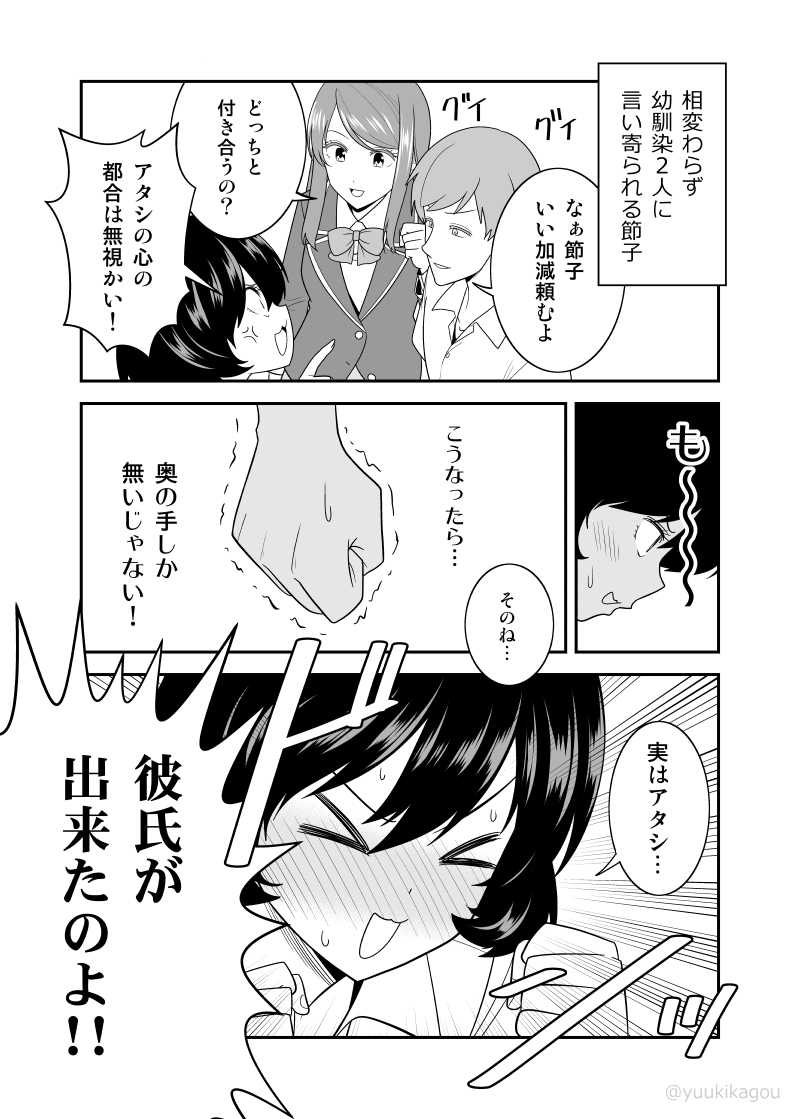 相変わらず
幼馴染2人に
言い寄られる節子
グイ
グイ
なぁ節子
いい加減頼むよ
どっちと
付き合うの？
アタシの心の
都合は無視かい！
も〜〜〜
こうなったら…
奥の手しか
無いじゃない！
そのね…
実はアタシ…
彼氏が
出来たのよ!!
@yuukikagou